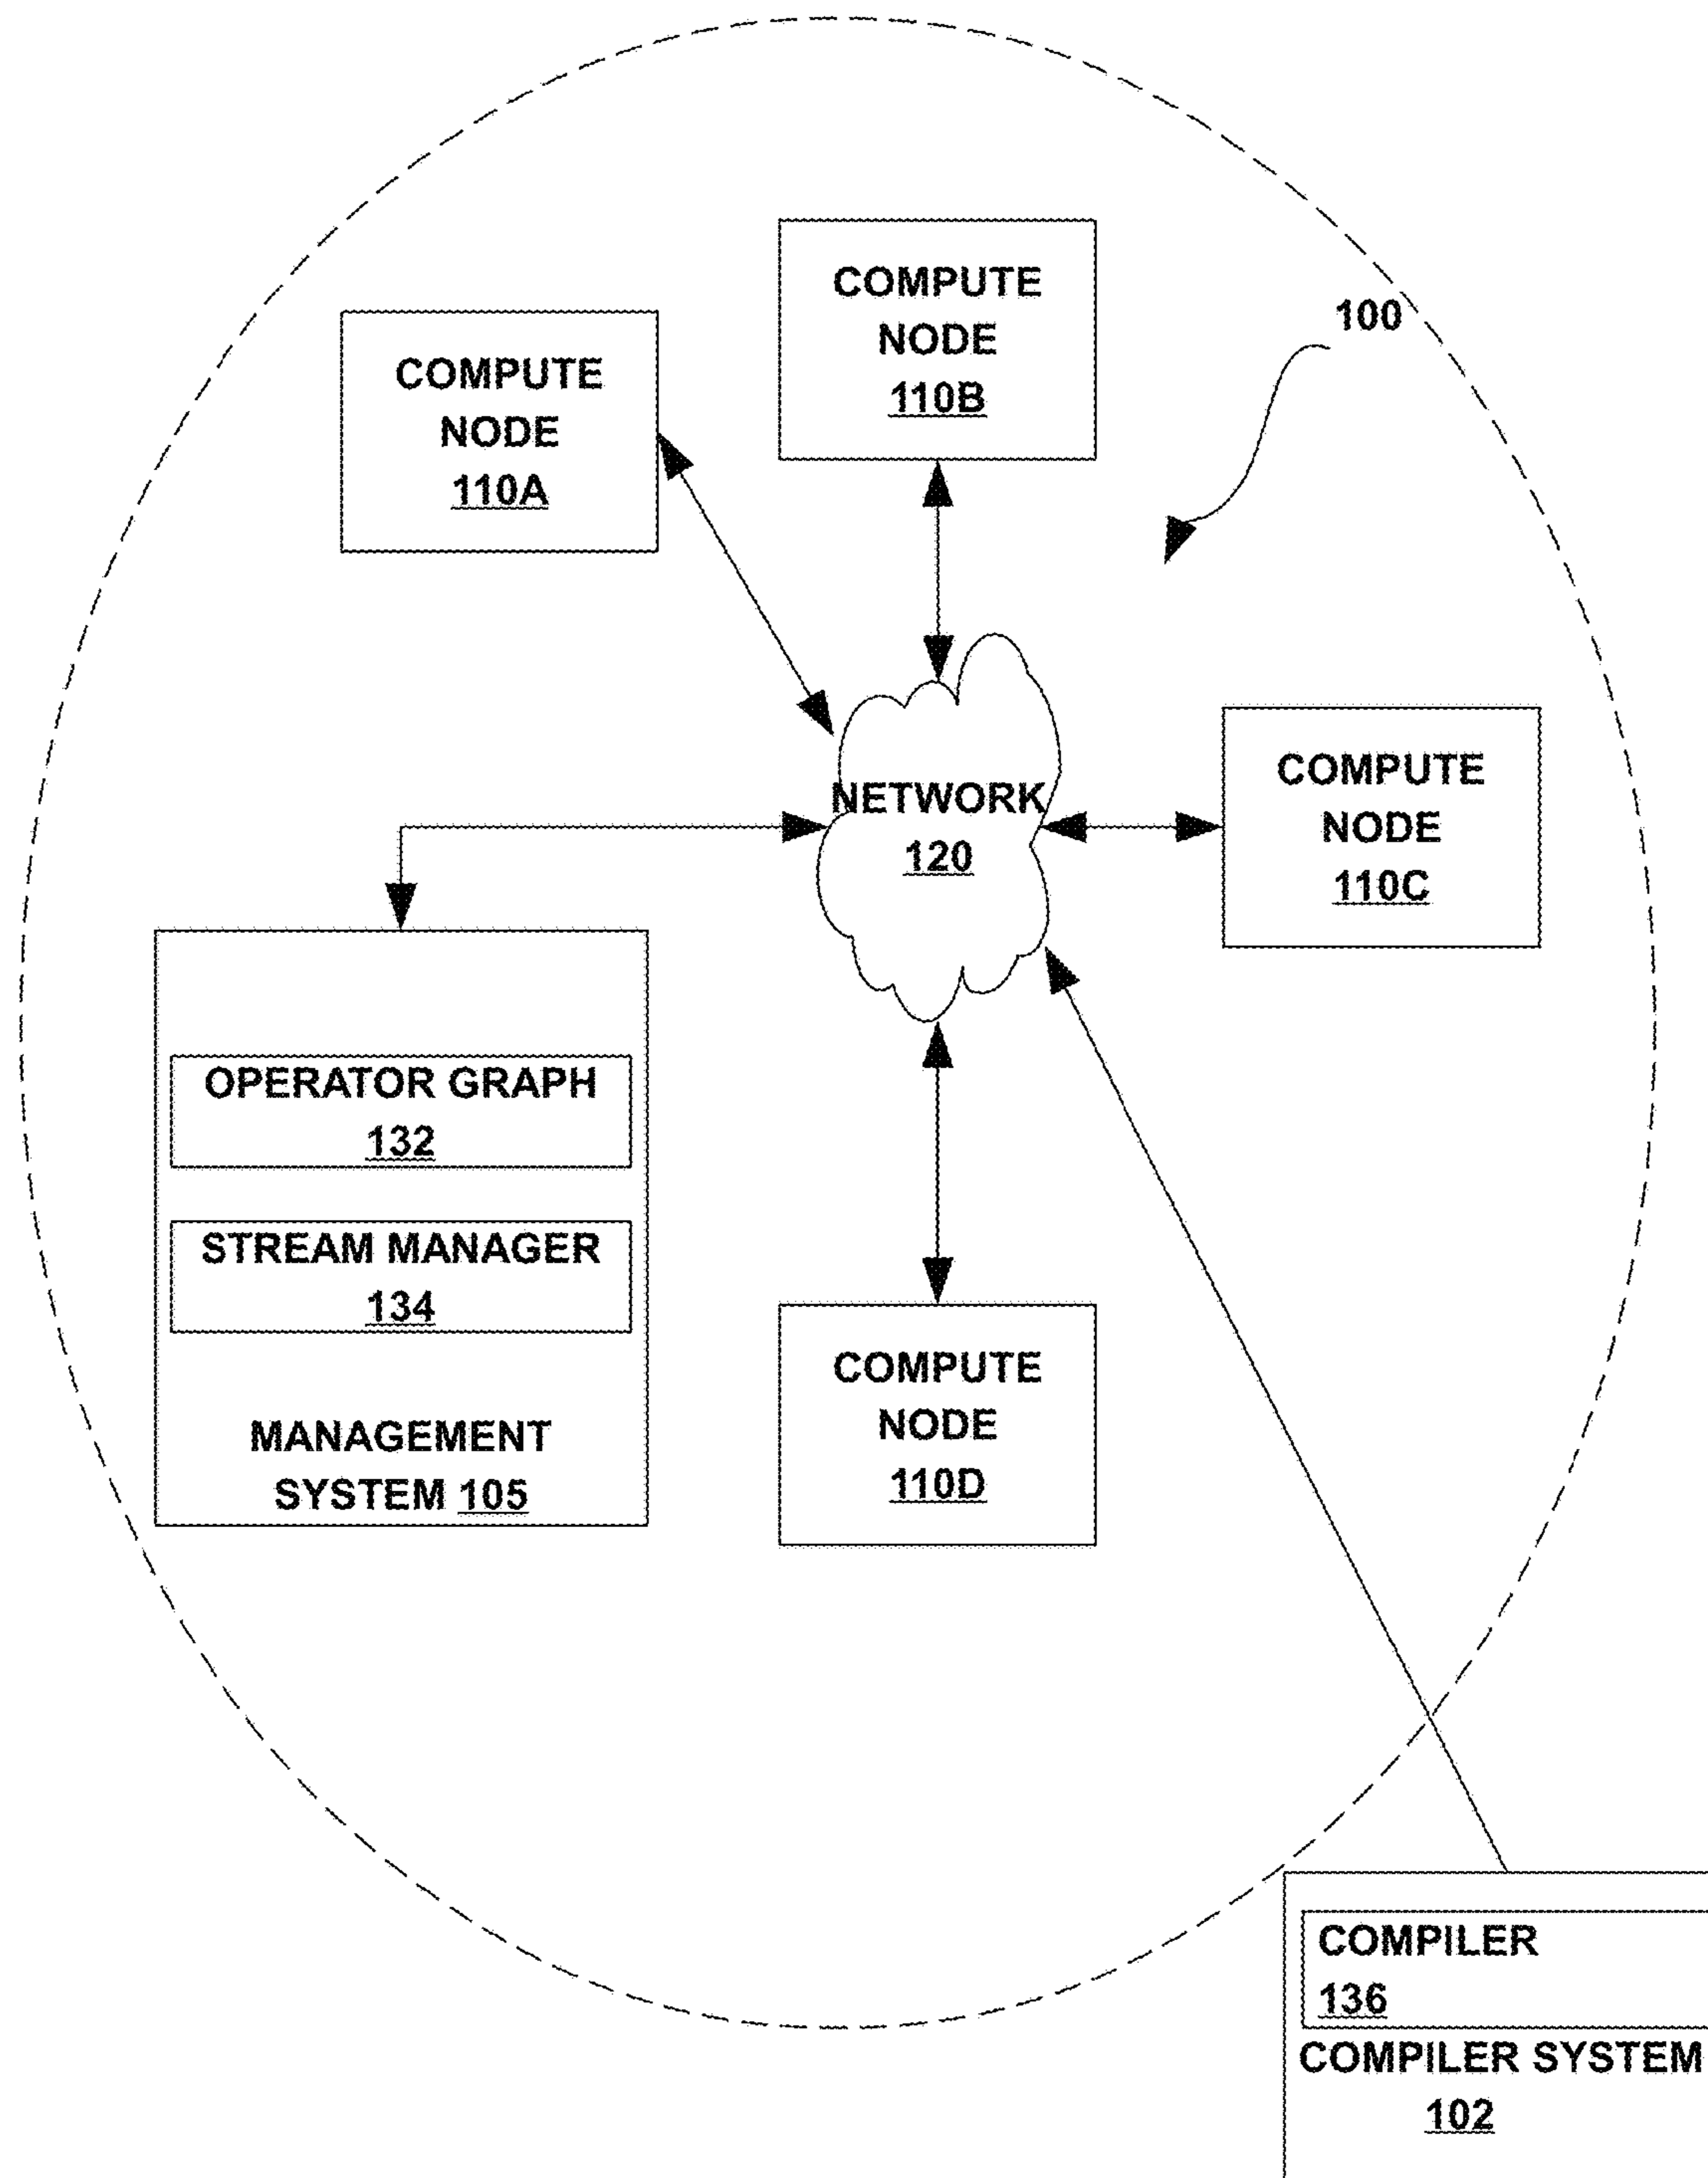 COMPUTE
NODE
110B
100
COMPUTE
NODE
110A
COMPUTE
NODE
110C
NETWORK
120
OPERATOR GRAPH
132
STREAM MANAGER
134
MANAGEMENT
SYSTEM 105
COMPUTE
NODE
110D
COMPILER
136
COMPILER SYSTEM
102